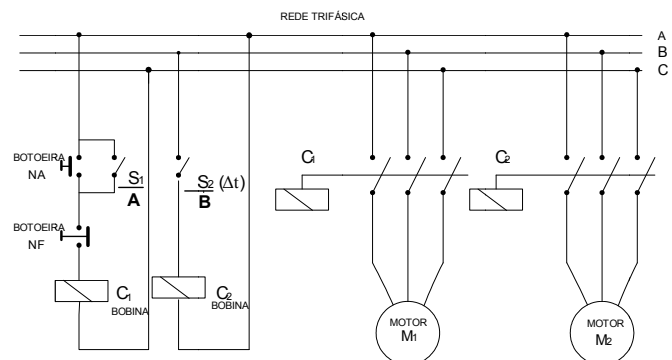 REDE TRIFÁSICA
A
B
C
BOTOEIRA
NA
S1
A
S2 (Δt)
B
C1
C2
BOTOEIRA
NF
C1
BOBINA
C2
BOBINA
MOTOR
M1
MOTOR
M2